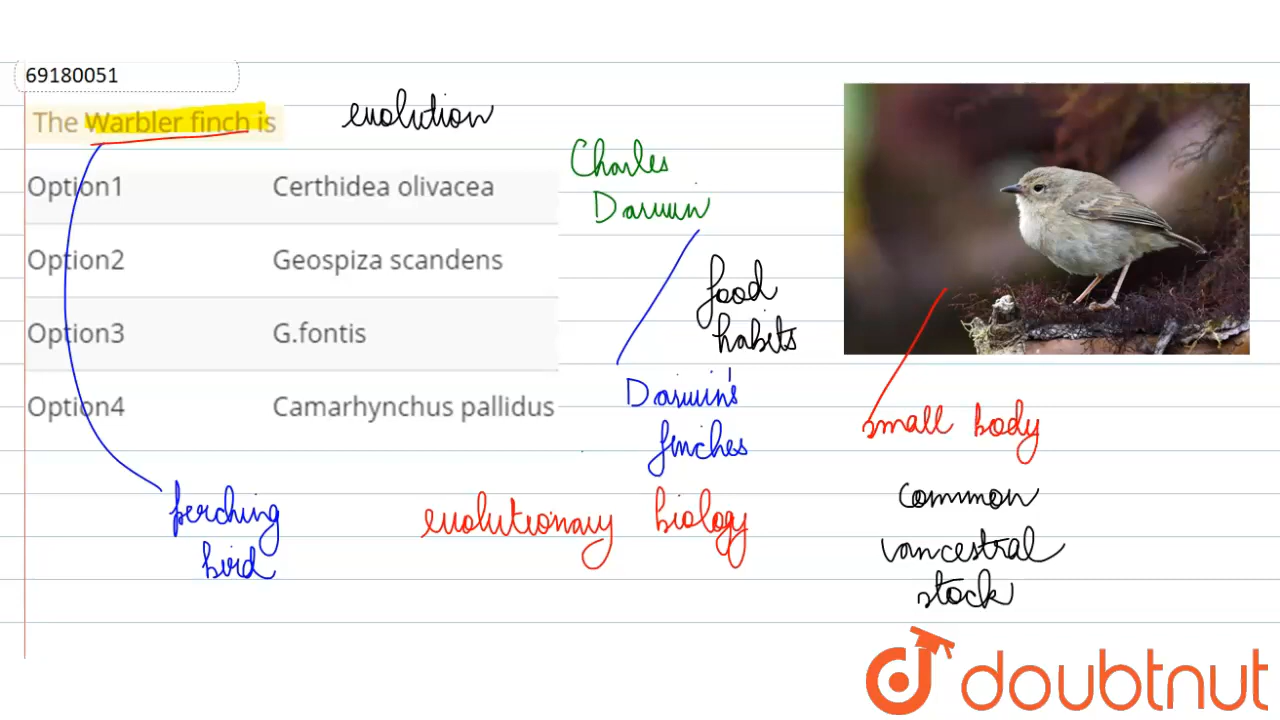 69180051
The Warbler finch is
evolution
Option1 Certhidea olivacea
Option2 Geospiza scandens
Option3 G.fontis
Option4 Camarhynchus pallidus
Charles
Darwin
food
habits
Darwin's
finches
small body
perching
bird
evolutionary biology
common
ancestral
stock
doubtnut